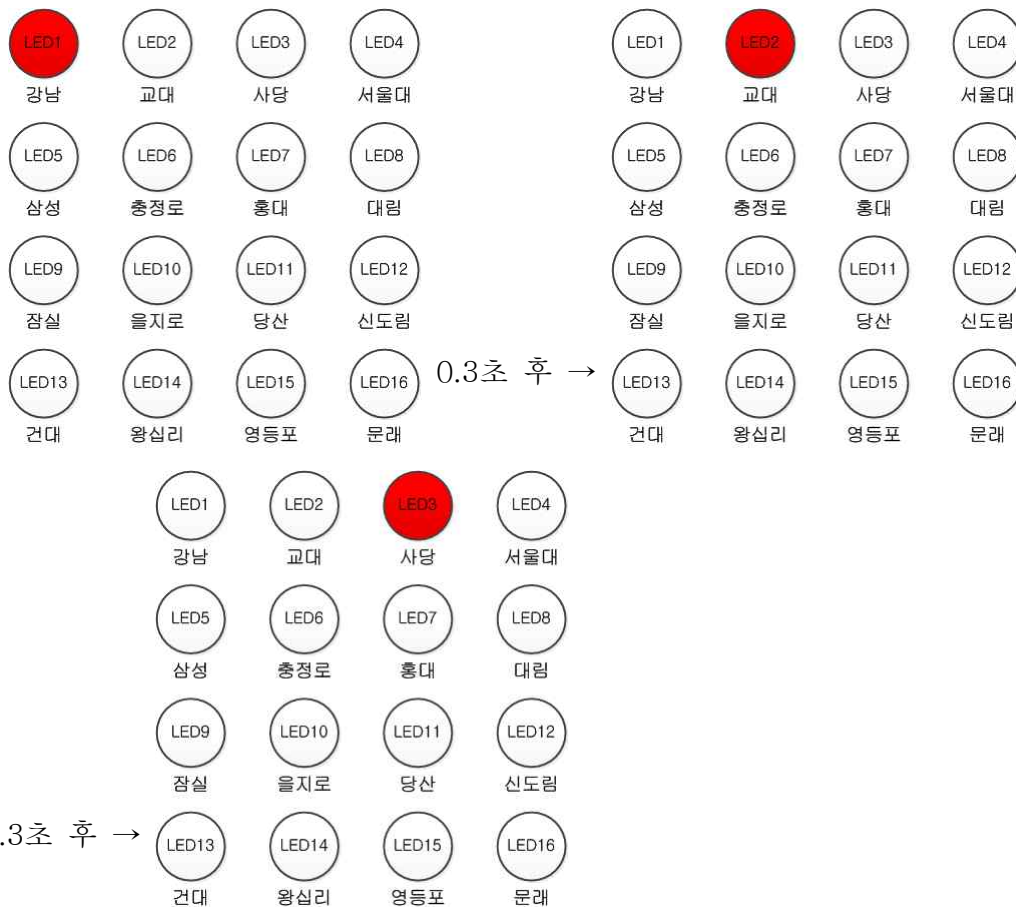 LED1 LED2 LED3 LED4
강남 교대 사당 서울대
LED5 LED6 LED7 LED8
삼성 충정로 홍대 대림
LED9 LED10 LED11 LED12
잠실 을지로 당산 신도림
LED13 LED14 LED15 LED16
건대 왕십리 영등포 문래
0.3초 후 →
LED1 LED2 LED3 LED4
강남 교대 사당 서울대
LED5 LED6 LED7 LED8
삼성 충정로 홍대 대림
LED9 LED10 LED11 LED12
잠실 을지로 당산 신도림
LED13 LED14 LED15 LED16
건대 왕십리 영등포 문래
.3초 후 →
LED1 LED2 LED3 LED4
강남 교대 사당 서울대
LED5 LED6 LED7 LED8
삼성 충정로 홍대 대림
LED9 LED10 LED11 LED12
잠실 을지로 당산 신도림
LED13 LED14 LED15 LED16
건대 왕십리 영등포 문래